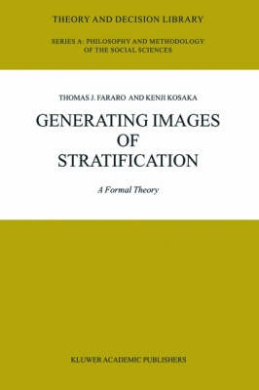 THEORY AND DECISION LIBRARY
SERIES A: PHILOSOPHY AND METHODOLOGY
OF THE SOCIAL SCIENCES
THOMAS J. FARARO AND KENJI KOSAKA
GENERATING IMAGES
OF
STRATIFICATION
A Formal Theory
KLUWER ACADEMIC PUBLISHERS